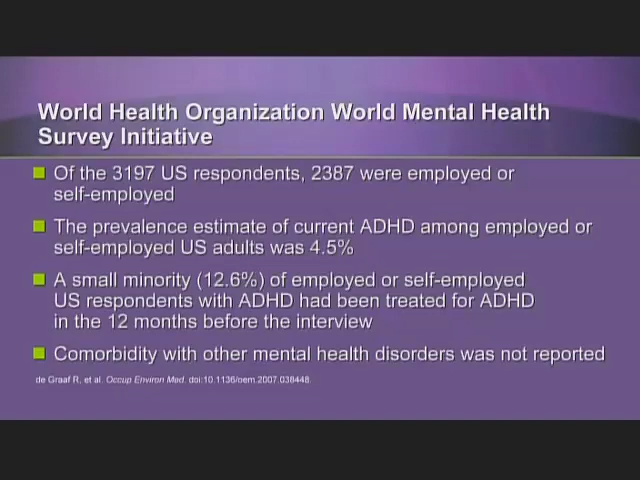 World Health Organization World Mental Health
Survey Initiative
Of the 3197 US respondents, 2387 were employed or
self-employed
The prevalence estimate of current ADHD among employed or
self-employed US adults was 4.5%
A small minority (12.6%) of employed or self-employed
US respondents with ADHD had been treated for ADHD
in the 12 months before the interview
Comorbidity with other mental health disorders was not reported
de Graaf R, et al. Occup Environ Med. doi:10.1136/oem.2007.038448.